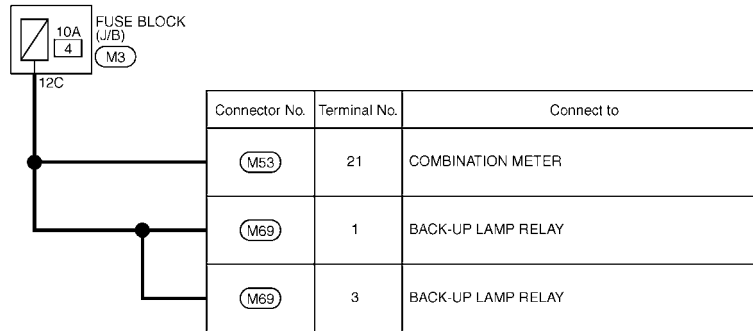 FUSE BLOCK
(J/B)
10A
4
M3
12C
Connector No. Terminal No. Connect to
M53 21 COMBINATION METER
M69 1 BACK-UP LAMP RELAY
M69 3 BACK-UP LAMP RELAY